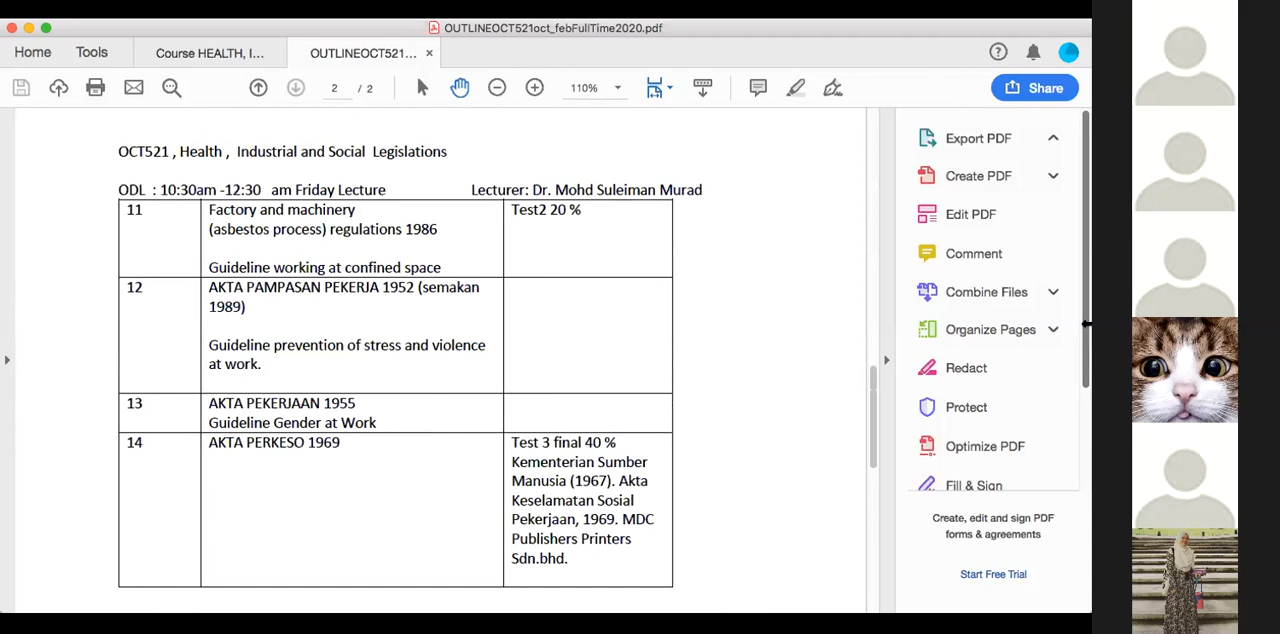 OUTLINEOCT521oct_febFullTime2020.pdf
Home
Tools
Course HEALTH, I...
OUTLINEOCT521... ×
2 / 2
110%
Share
OCT521 , Health , Industrial and Social Legislations
ODL : 10:30am -12:30 am Friday Lecture
Lecturer: Dr. Mohd Suleiman Murad
11
Factory and machinery
(asbestos process) regulations 1986
Guideline working at confined space
Test2 20 %
12
AKTA PAMPASAN PEKERJA 1952 (semakan
1989)
Guideline prevention of stress and violence
at work.
13
AKTA PEKERJAAN 1955
Guideline Gender at Work
14
AKTA PERKESO 1969
Test 3 final 40 %
Kementerian Sumber
Manusia (1967). Akta
Keselamatan Sosial
Pekerjaan, 1969. MDC
Publishers Printers
Sdn.bhd.
Export PDF
Create PDF
Edit PDF
Comment
Combine Files
Organize Pages
Redact
Protect
Optimize PDF
Fill & Sign
Create, edit and sign PDF
forms & agreements
Start Free Trial